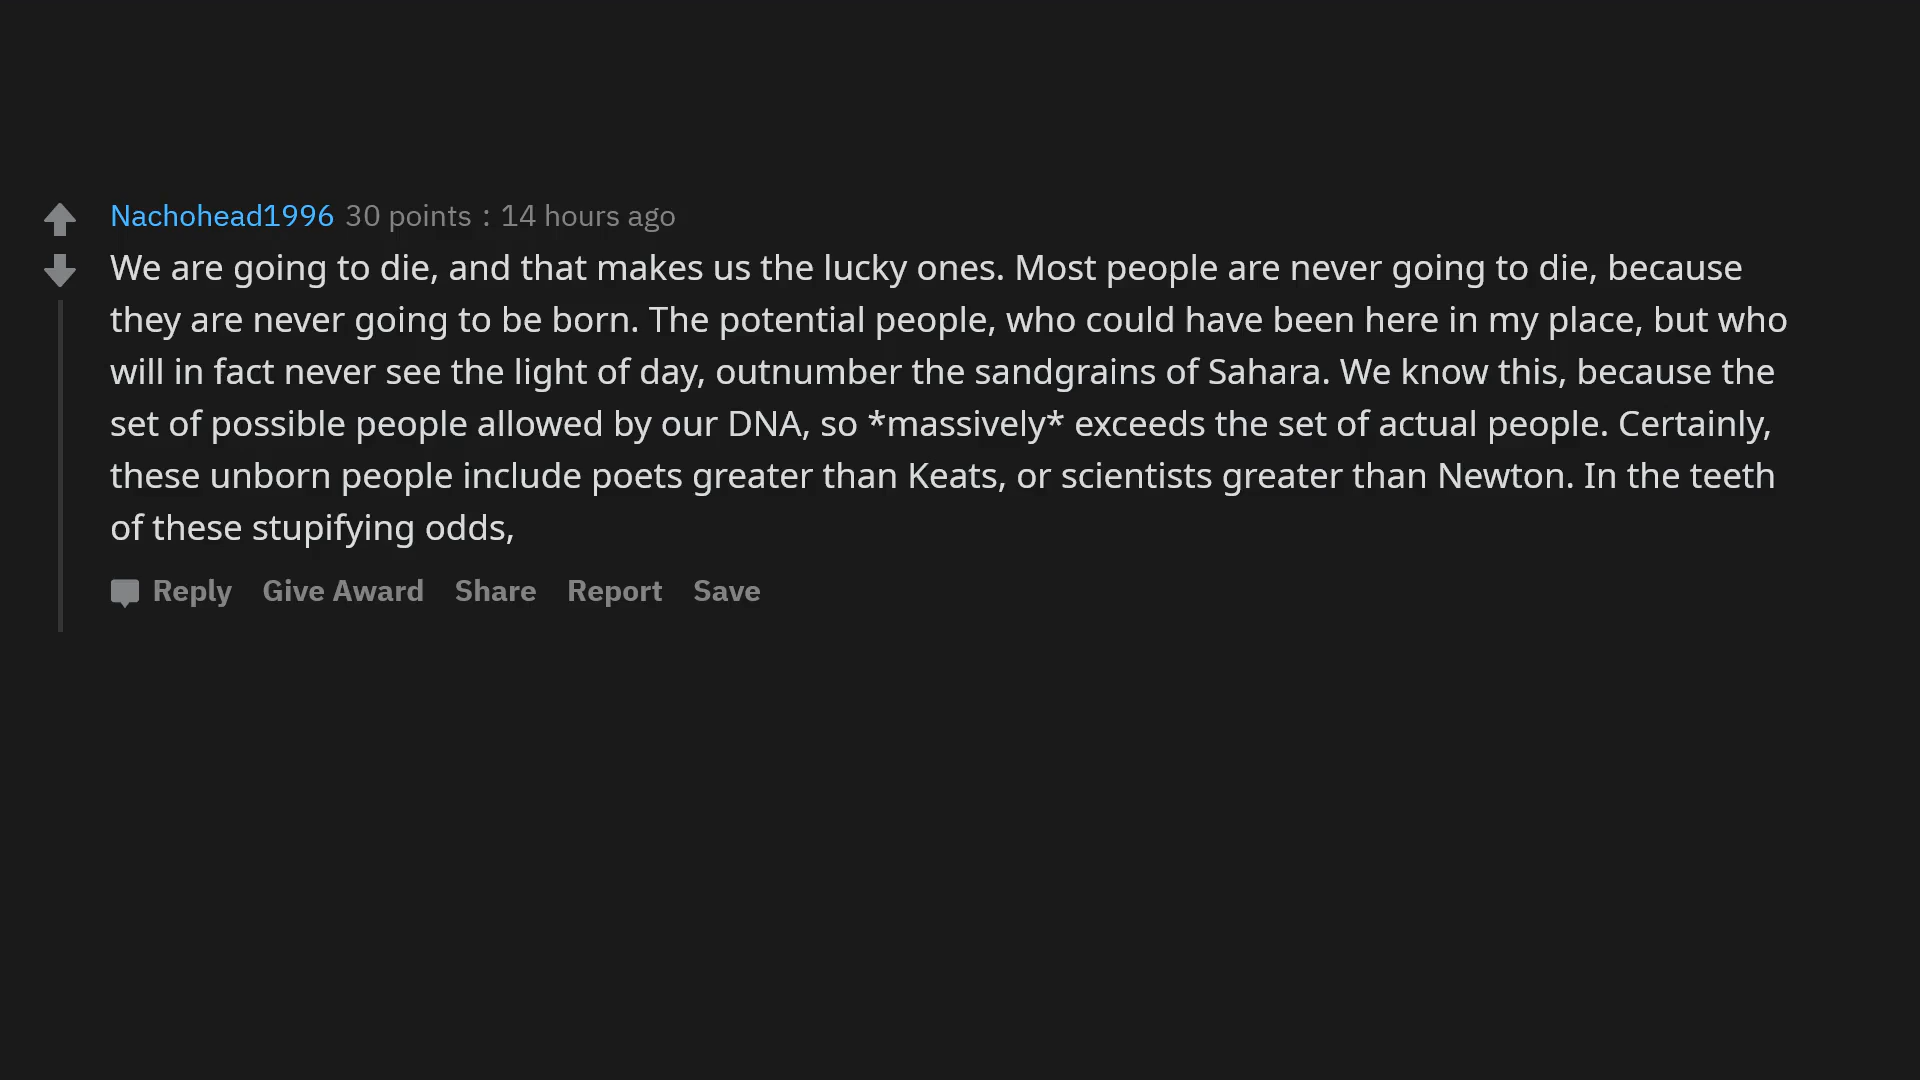 Nachohead1996 30 points : 14 hours ago
We are going to die, and that makes us the lucky ones. Most people are never going to die, because
they are never going to be born. The potential people, who could have been here in my place, but who
will in fact never see the light of day, outnumber the sandgrains of Sahara. We know this, because the
set of possible people allowed by our DNA, so *massively* exceeds the set of actual people. Certainly,
these unborn people include poets greater than Keats, or scientists greater than Newton. In the teeth
of these stupifying odds,
Reply Give Award Share Report Save